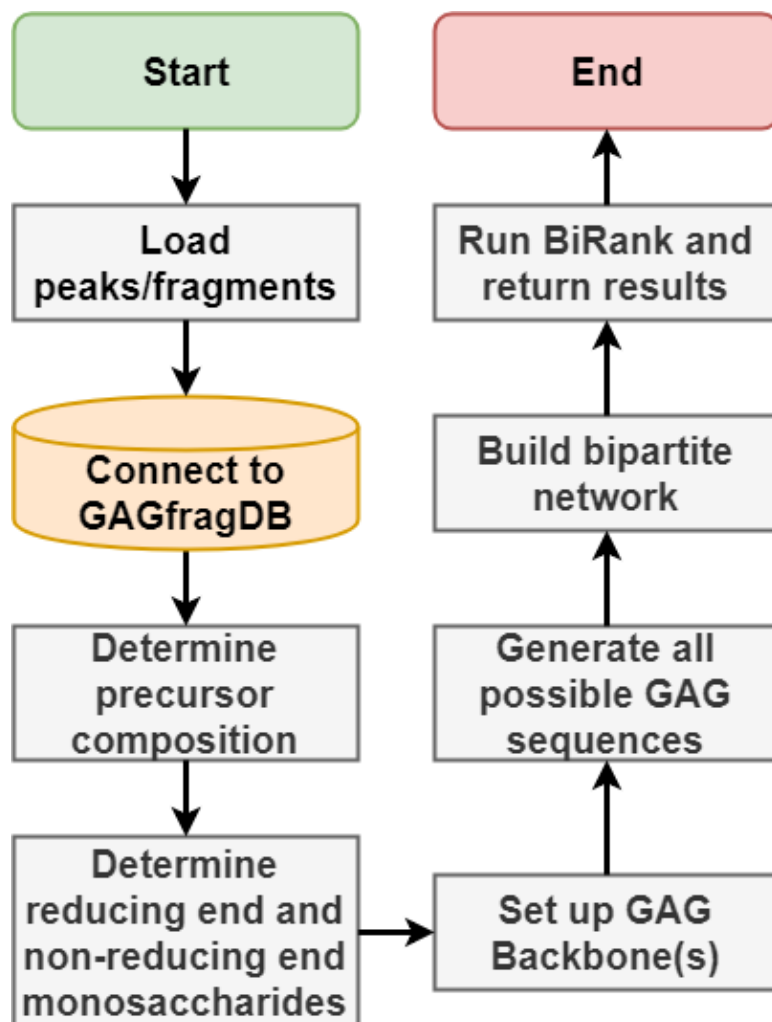 Start
Load
peaks/fragments
Connect to
GAGfragDB
Determine
precursor
composition
Determine
reducing end and
non-reducing end
monosaccharides
Set up GAG
Backbone(s)
Generate all
possible GAG
sequences
Build bipartite
network
Run BiRank and
return results
End